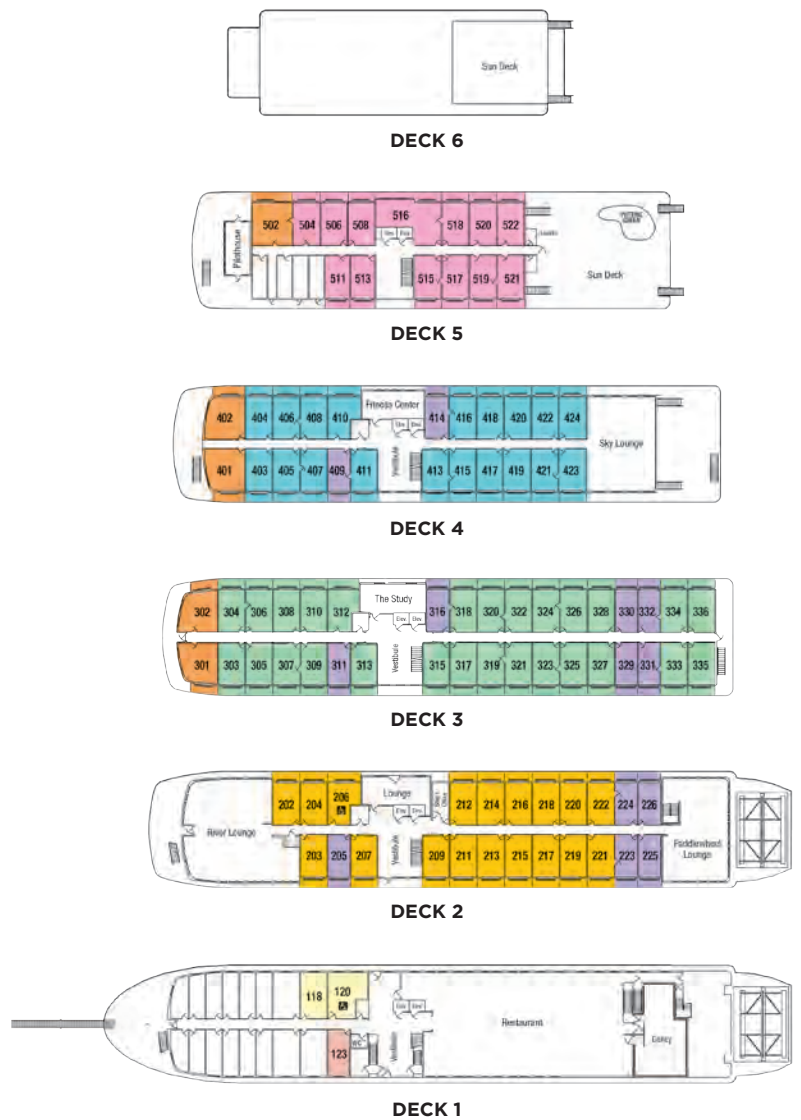 Sun Deck
DECK 6
502 504 506 508 516 518 520 522
Elev. Elev.
Pilothouse
Sun Deck
511 513 515 517 519 521
DECK 5
402 404 406 408 410 Fitness Center 414 416 418 420 422 424
Elev. Elev.
Sky Lounge
Vestibule
401 403 405 407 409 411 413 415 417 419 421 423
DECK 4
302 304 306 308 310 312 The Study 316 318 320 322 324 326 328 330 332 334 336
Elev. Elev.
Vestibule
301 303 305 307 309 311 313 315 317 319 321 323 325 327 329 331 333 335
DECK 3
202 204 206 Lounge 212 214 216 218 220 222 224 226
Elev. Elev.
River Lounge
Vestibule
Paddlewheel
Lounge
203 205 207 209 211 213 215 217 219 221 223 225
DECK 2
118 120
Elev. Elev.
Restaurant
Galley
WC
Vestibule
123
DECK 1